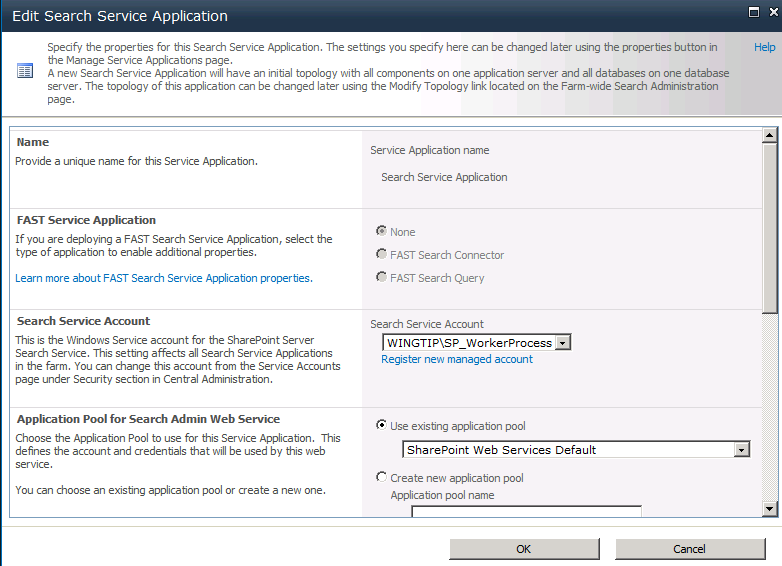 Edit Search Service Application
Specify the properties for this Search Service Application. The settings you specify here can be changed later using the properties button in
the Manage Service Applications page.
A new Search Service Application will have an initial topology with all components on one application server and all databases on one database
server. The topology of this application can be changed later using the Modify Topology link located on the Farm-wide Search Administration
page.
Help
Name
Provide a unique name for this Service Application.
Service Application name
Search Service Application
FAST Service Application
If you are deploying a FAST Search Service Application, select the
type of application to enable additional properties.
Learn more about FAST Search Service Application properties.
None
FAST Search Connector
FAST Search Query
Search Service Account
This is the Windows Service account for the SharePoint Server
Search Service. This setting affects all Search Service Applications
in the farm. You can change this account from the Service Accounts
page under Security section in Central Administration.
Search Service Account
WINGTIP\SP_WorkerProcess
Register new managed account
Application Pool for Search Admin Web Service
Choose the Application Pool to use for this Service Application. This
defines the account and credentials that will be used by this web
service.
You can choose an existing application pool or create a new one.
Use existing application pool
SharePoint Web Services Default
Create new application pool
Application pool name
OK
Cancel